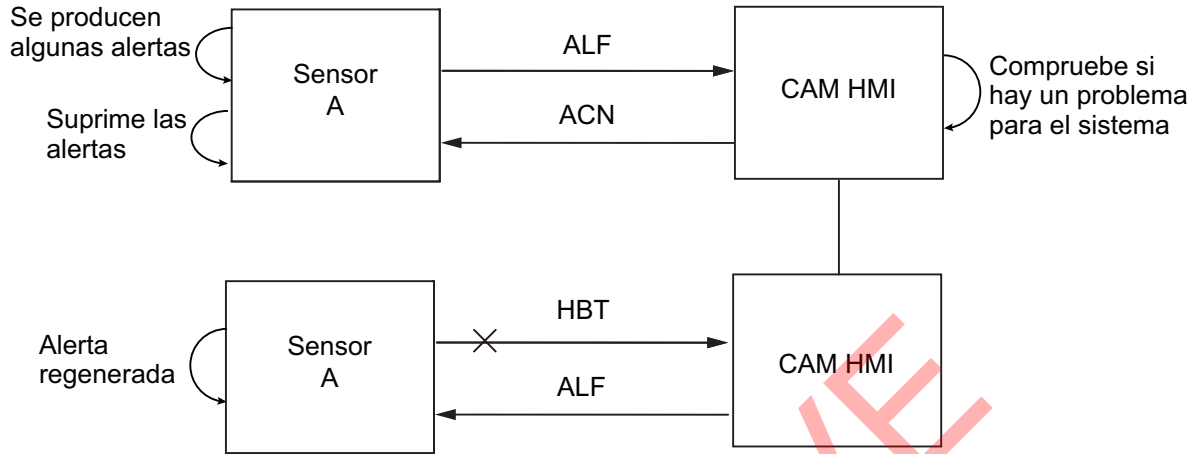 Se producen
algunas alertas
Suprime las
alertas
Sensor
A
ALF
ACN
CAM HMI
Compruebe si
hay un problema
para el sistema
Alerta
regenerada
Sensor
A
HBT
ALF
CAM HMI